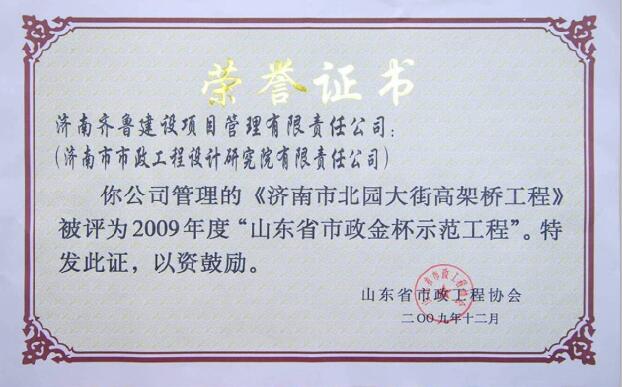 荣誉证书
济南齐鲁建设项目管理有限责任公司：
（济南市市政工程设计研究院有限责任公司）
你公司管理的《济南市北园大街高架桥工程》
被评为2009年度“山东省市政金杯示范工程”。特
发此证，以资鼓励。
山东省市政工程协会
二〇〇九年十二月